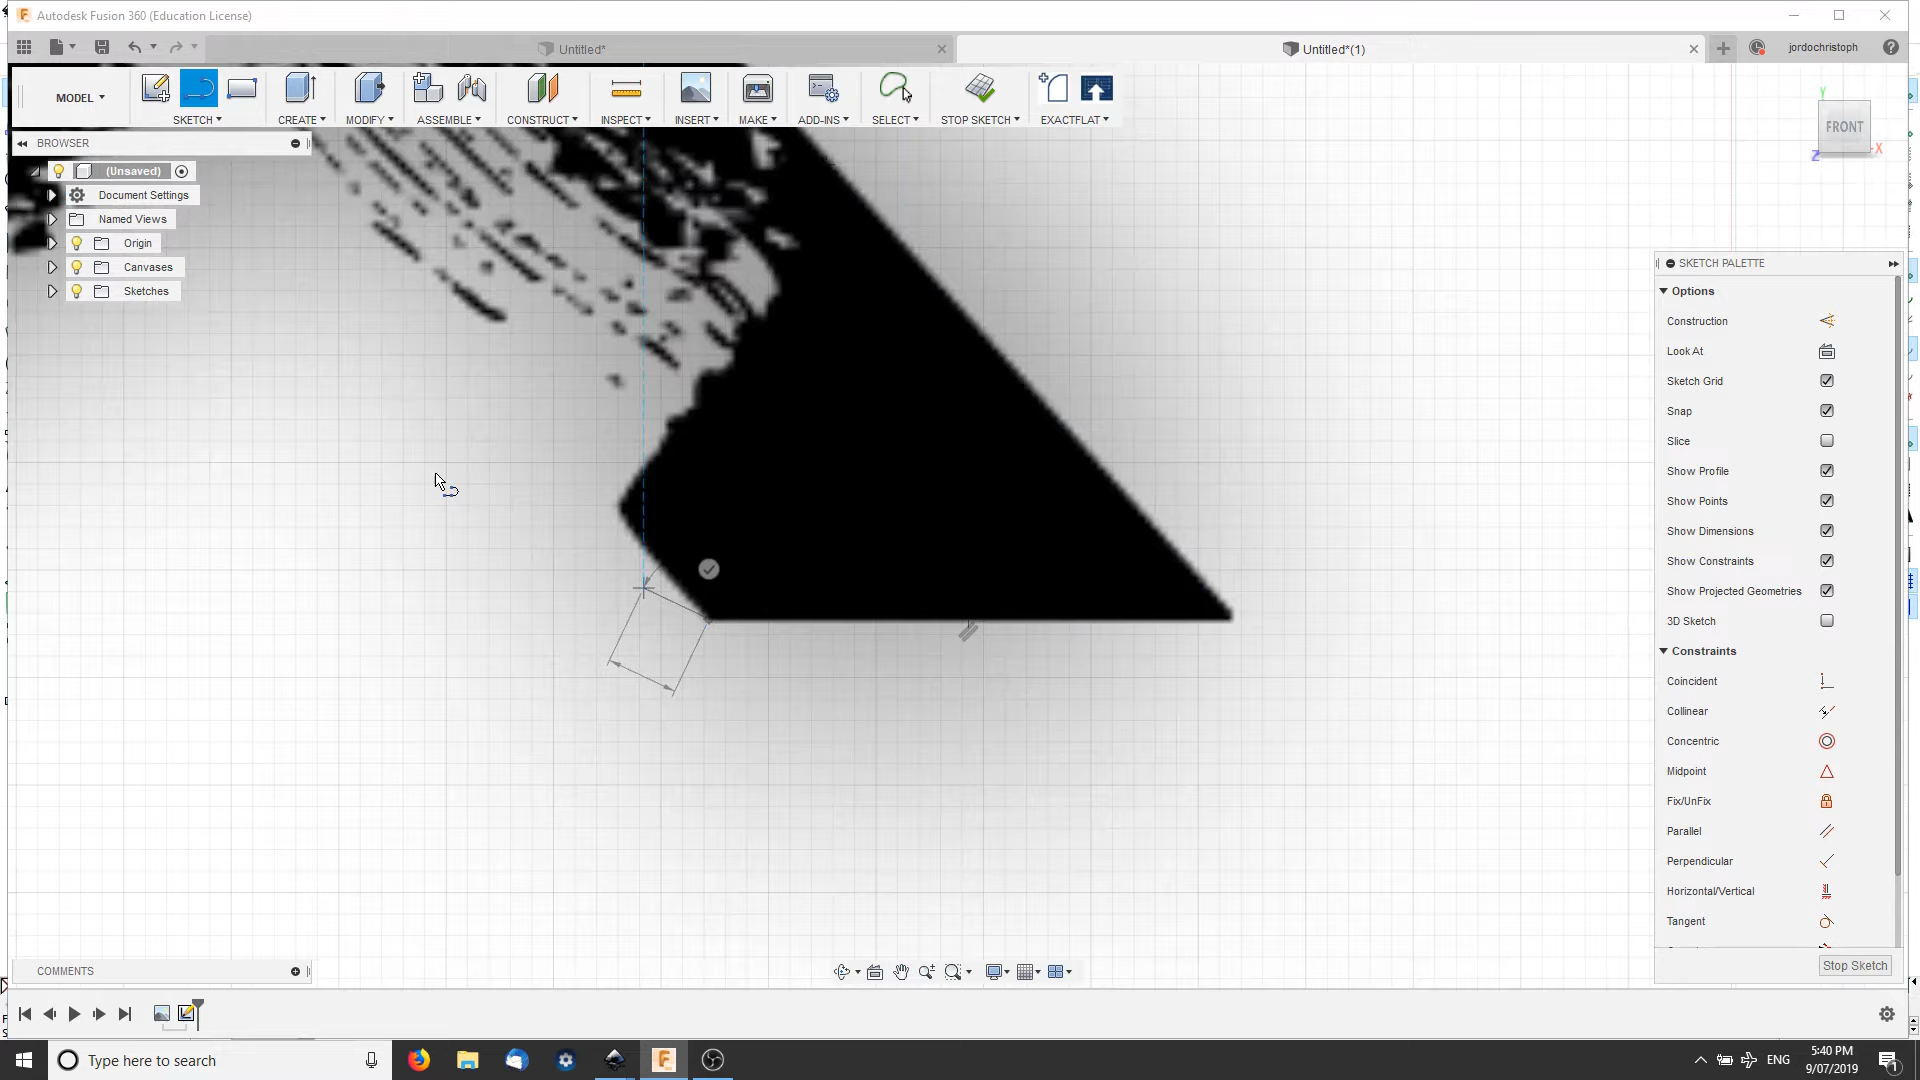 Autodesk Fusion 360 (Education License)
Untitled*
Untitled*(1)
jordochristoph
MODEL
SKETCH
CREATE
MODIFY
ASSEMBLE
CONSTRUCT
INSPECT
INSERT
MAKE
ADD-INS
SELECT
STOP SKETCH
EXACTFLAT
Y
FRONT
X
Z
BROWSER
(Unsaved)
Document Settings
Named Views
Origin
Canvases
Sketches
SKETCH PALETTE
Options
Construction
Look At
Sketch Grid
Snap
Slice
Show Profile
Show Points
Show Dimensions
Show Constraints
Show Projected Geometries
3D Sketch
Constraints
Coincident
Collinear
Concentric
Midpoint
Fix/UnFix
Parallel
Perpendicular
Horizontal/Vertical
Tangent
Stop Sketch
COMMENTS
Type here to search
ENG
5:40 PM
9/07/2019
1